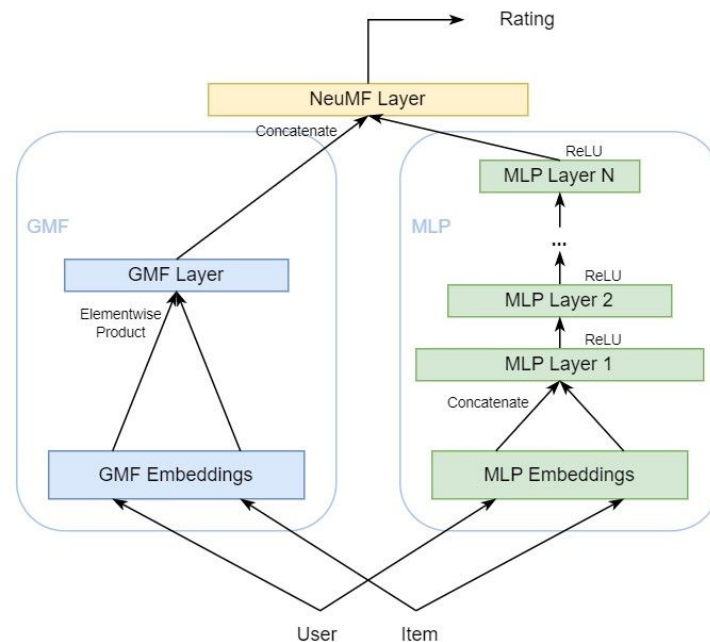 Rating
NeuMF Layer
Concatenate
ReLU
MLP Layer N
GMF
MLP
...
GMF Layer
ReLU
MLP Layer 2
Elementwise
Product
ReLU
MLP Layer 1
Concatenate
GMF Embeddings
MLP Embeddings
User
Item